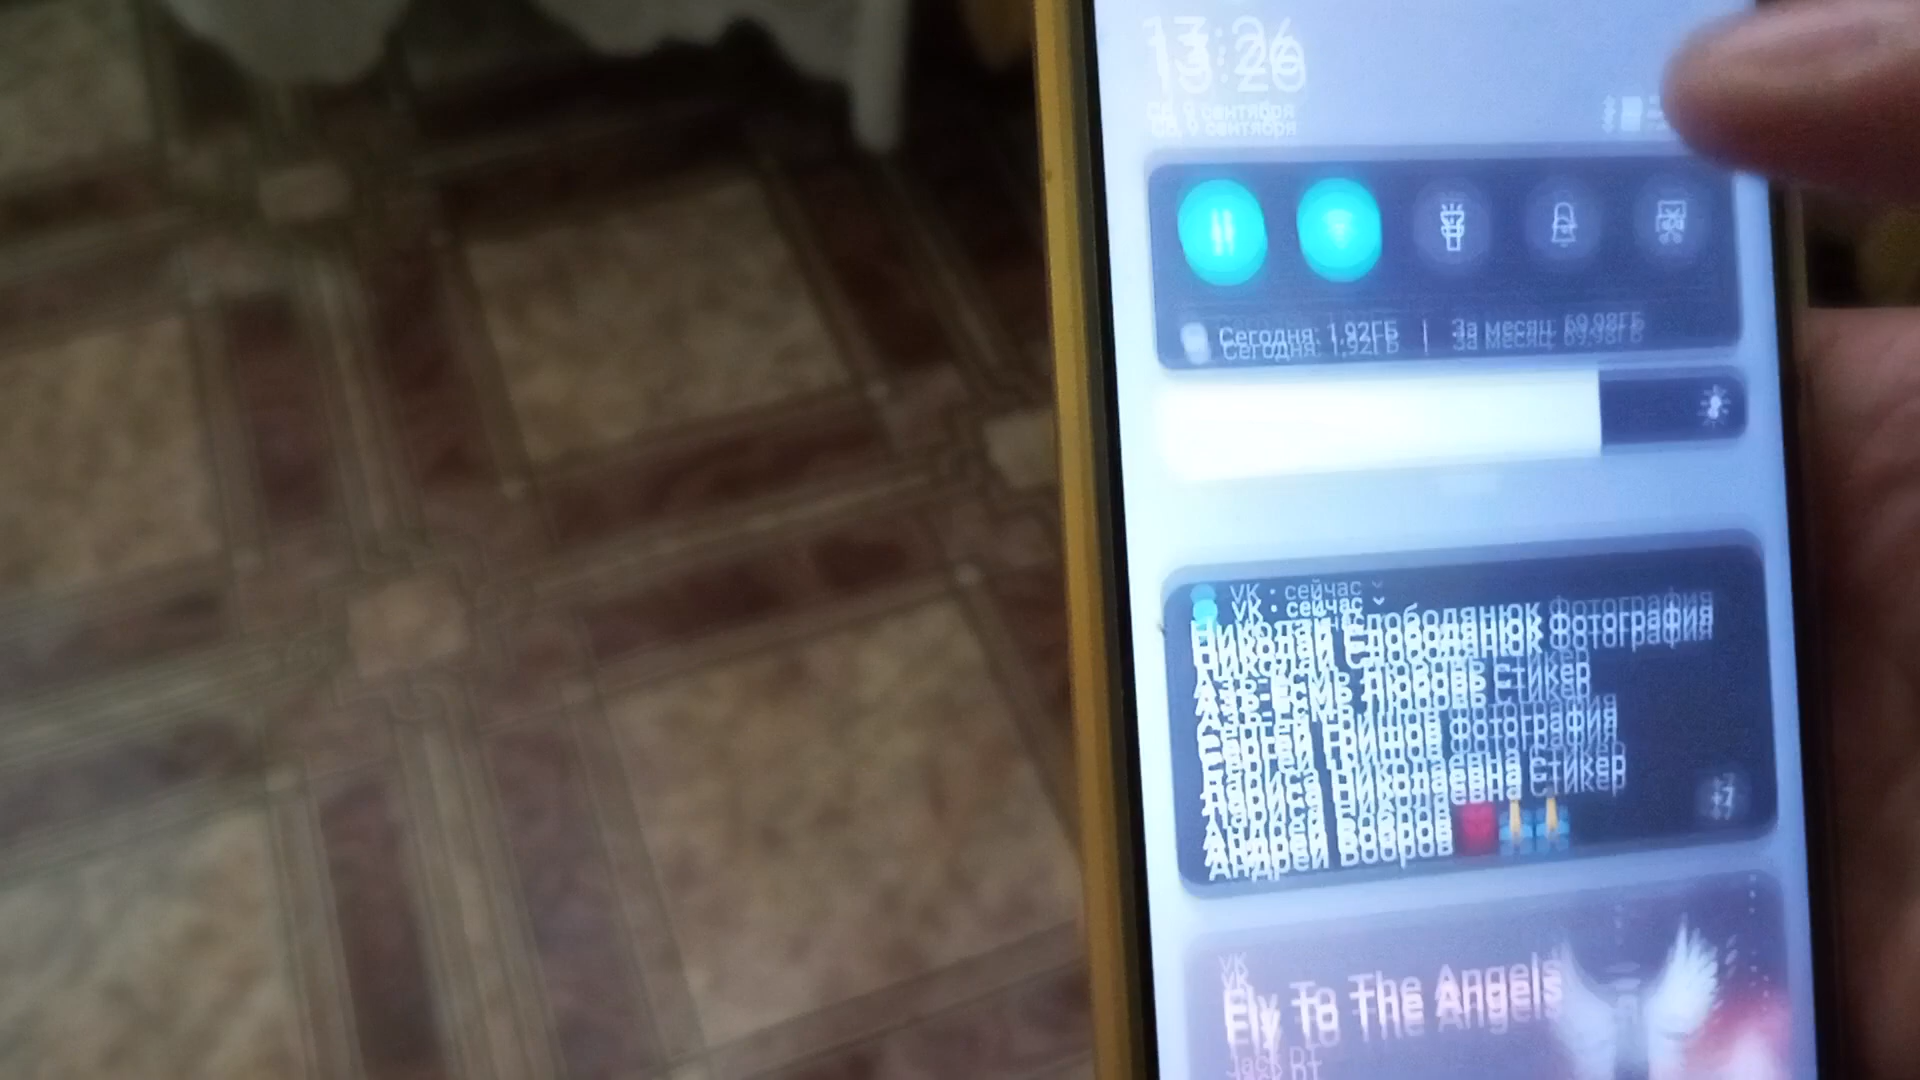 13:26
Сб, 9 сентября
Сегодня: 1,92ГБ | За месяц: 69,98ГБ
VK • сейчас
Николай Слободянюк Фотография
Азъ-Есмь Любовь Стикер
Сергей Гришов Фотография
Лариса Николаевна Стикер
Андрей Бобров
+7
VK
Fly To The Angels